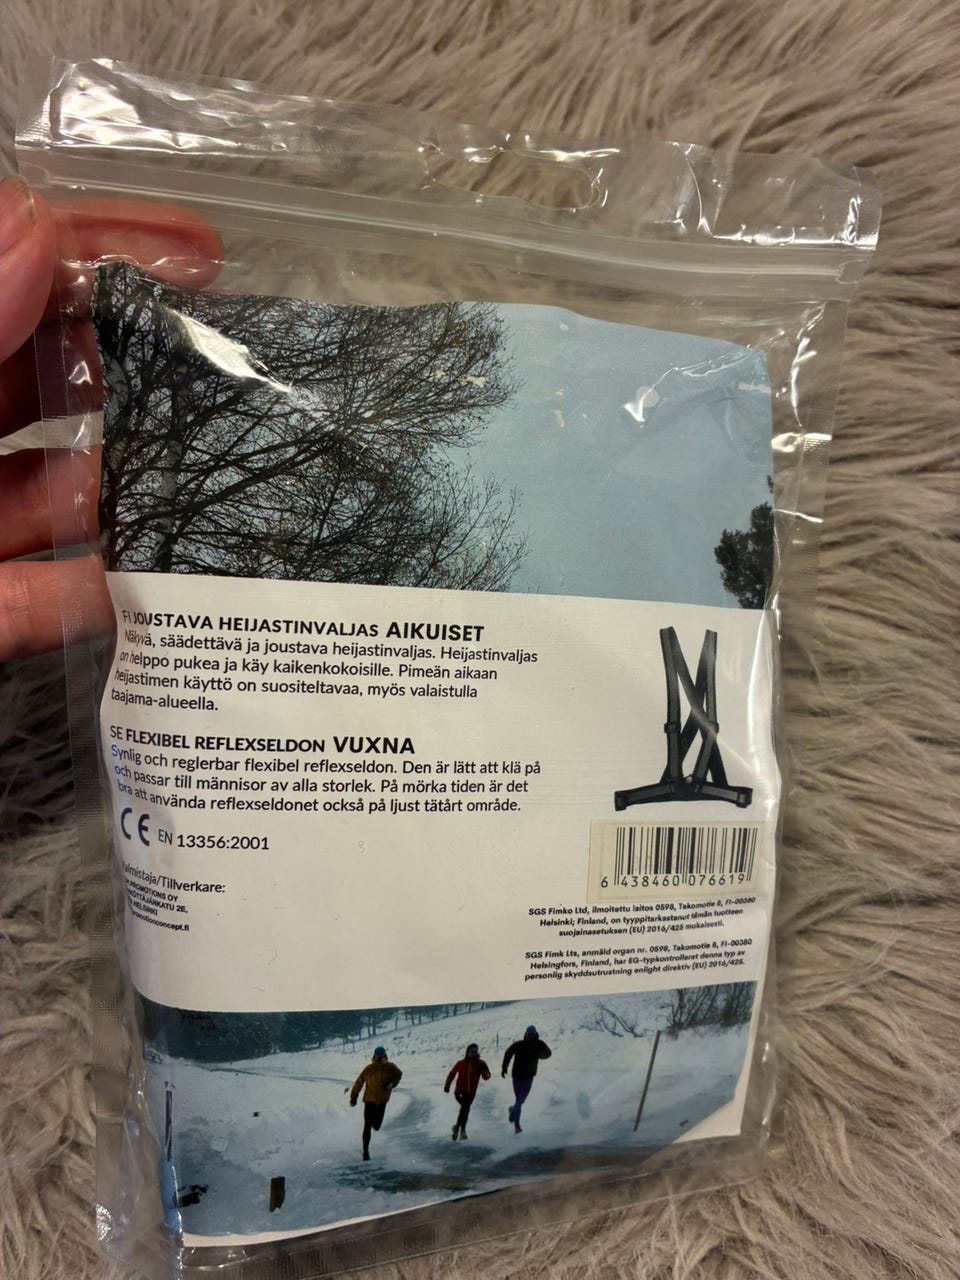 FI JOUSTAVA HEIJASTINVALJAS AIKUISET
Näkyvä, säädettävä ja joustava heijastinvaljas. Heijastinvaljas
on helppo pukea ja käy kaikenkokoisille. Pimeän aikaan
heijastimen käyttö on suositeltavaa, myös valaistulla
taajama-alueella.
SE FLEXIBEL REFLEXSELDON VUXNA
Synlig och reglerbar flexibel reflexseldon. Den är lätt att klä på
och passar till männisor av alla storlek. På mörka tiden är det
bra att använda reflexseldonet också på ljust tätårt område.
CE EN 13356:2001
Valmistaja/Tillverkare:
PROMOTIONS OY
2E,
HELSINKI
6 438460 076619
SGS Fimko Ltd, ilmoitettu laitos 0598, Takomotie 8, FI-00380
Helsinki; Finland, on tyyppitarkastanut tämän tuotteen
suojainasetuksen (EU) 2016/425 mukaisesti.
SGS Fimk Lts, anmäld organ nr. 0598, Takomotie 8, FI-00380
Helsingfors, Finland, har EG-typkontrollerat denna typ av
personlig skyddsutrustning enlight direktiv (EU) 2016/425.